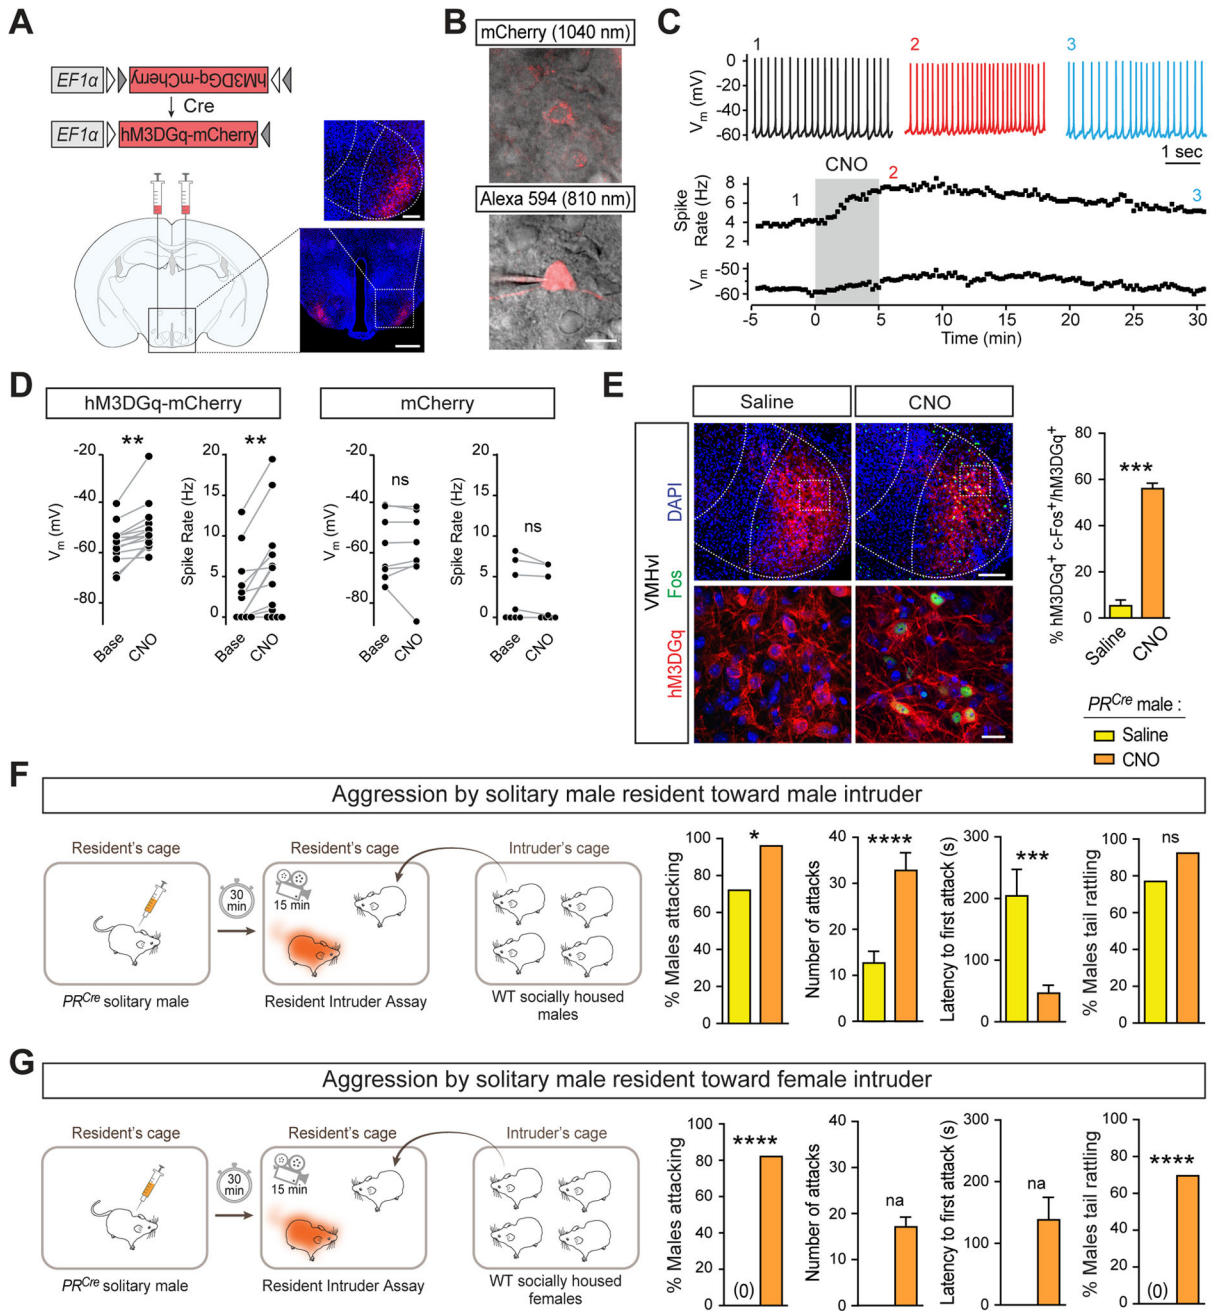 A
EF1α
hM3DGq-mCherry
Cre
EF1α
hM3DGq-mCherry
B
mCherry (1040 nm)
Alexa 594 (810 nm)
C
1
2
3
Vm (mV)
0
-20
-40
-60
1 sec
CNO
Spike
Rate (Hz)
8
6
4
2
1
2
3
Vm
-50
-60
-5
0
5
10
15
20
25
30
Time (min)
D
hM3DGq-mCherry
mCherry
Vm (mV)
-20
-40
-60
-80
**
Base
CNO
Spike Rate (Hz)
20
15
10
5
0
**
Base
CNO
Vm (mV)
-20
-40
-60
-80
ns
Base
CNO
Spike Rate (Hz)
20
15
10
5
0
ns
Base
CNO
E
Saline
CNO
VMHvl
hM3DGq Fos DAPI
% hM3DGq+ c-Fos+/hM3DGq+
80
60
40
20
0
***
Saline
CNO
PRCre male :
Saline
CNO
F
Aggression by solitary male resident toward male intruder
Resident's cage
Resident's cage
Intruder's cage
30
min
15 min
PRCre solitary male
Resident Intruder Assay
WT socially housed
males
% Males attacking
100
80
60
40
20
0
*
Number of attacks
40
30
20
10
0
****
Latency to first attack (s)
300
200
100
0
***
% Males tail rattling
100
80
60
40
20
0
ns
G
Aggression by solitary male resident toward female intruder
Resident's cage
Resident's cage
Intruder's cage
30
min
15 min
PRCre solitary male
Resident Intruder Assay
WT socially housed
females
% Males attacking
100
80
60
40
20
0
****
(0)
Number of attacks
40
30
20
10
0
na
Latency to first attack (s)
300
200
100
0
na
% Males tail rattling
100
80
60
40
20
0
****
(0)